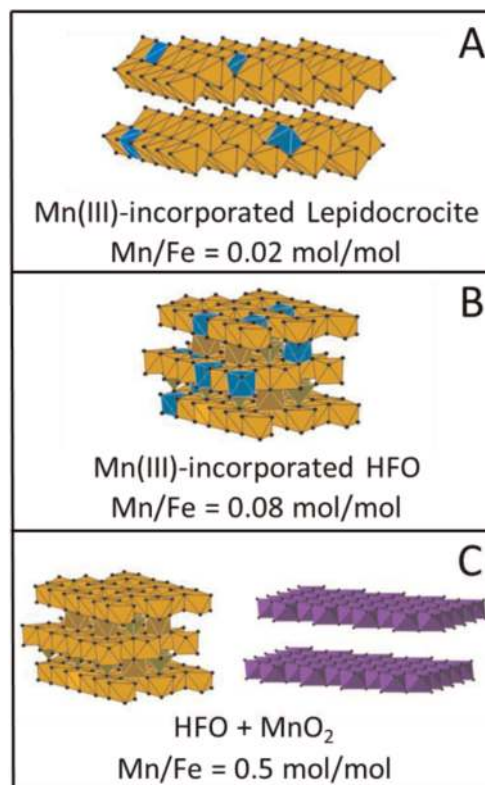 A
Mn(III)-incorporated Lepidocrocite
Mn/Fe = 0.02 mol/mol
B
Mn(III)-incorporated HFO
Mn/Fe = 0.08 mol/mol
C
HFO + MnO₂
Mn/Fe = 0.5 mol/mol